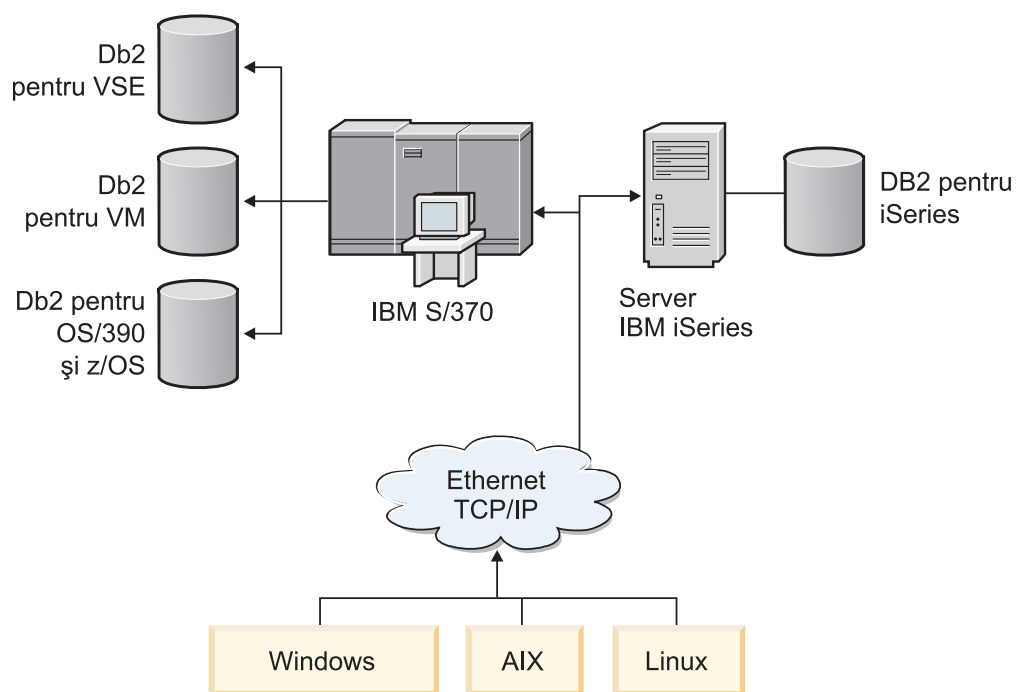 Db2
pentru VSE
Db2
pentru VM
Db2 pentru
OS/390
şi z/OS
IBM S/370
Server
IBM iSeries
DB2 pentru
iSeries
Ethernet
TCP/IP
Windows
AIX
Linux